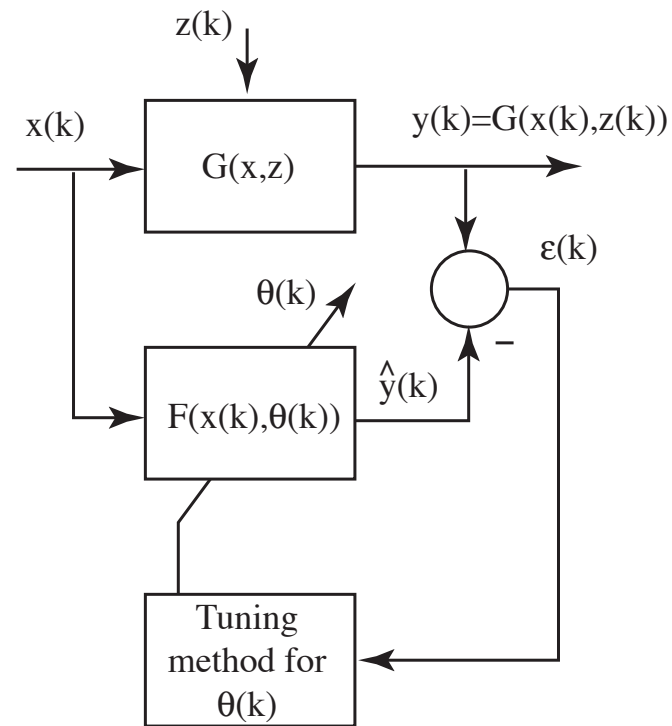 z(k)
x(k)
y(k)=G(x(k),z(k))
G(x,z)
ε(k)
θ(k)
ŷ(k)
–
F(x(k),θ(k))
Tuning
method for
θ(k)